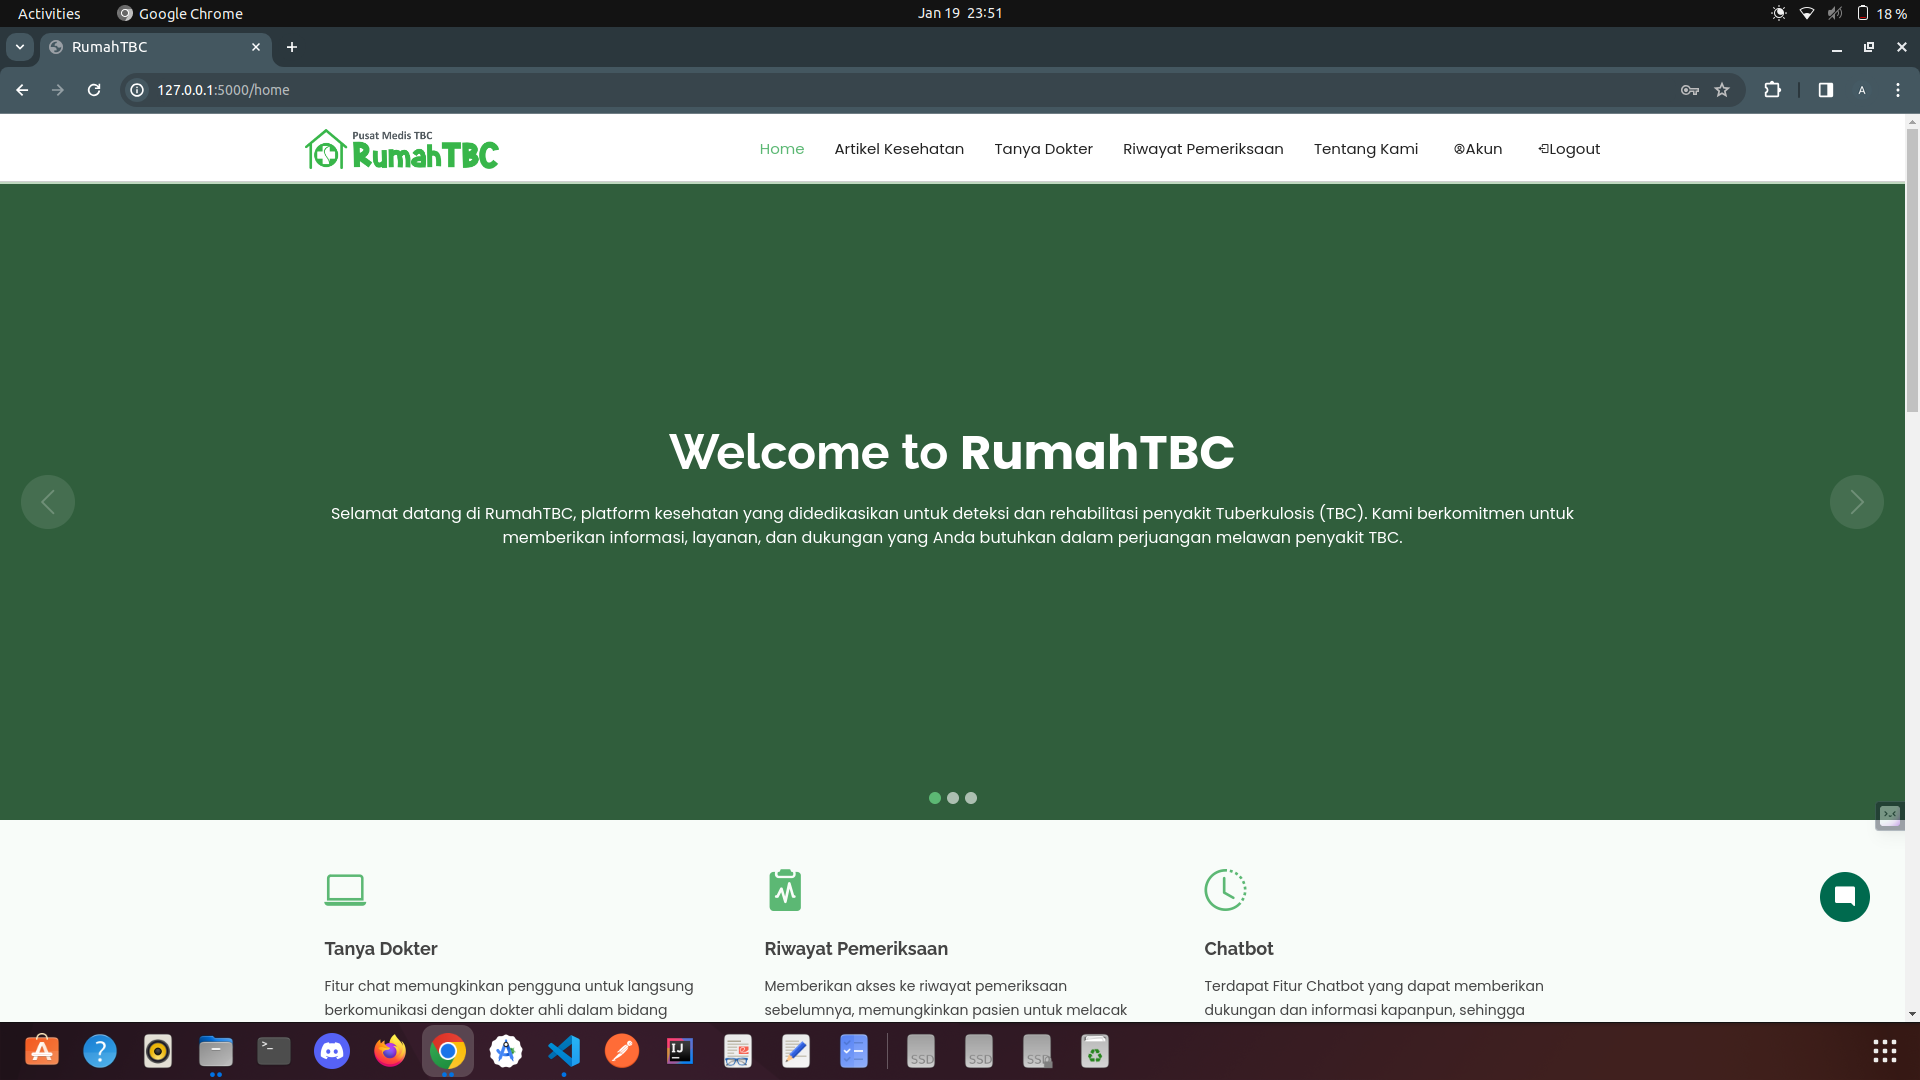 Activities
Google Chrome
Jan 19 23:51
18 %
RumahTBC
127.0.0.1:5000/home
A
Pusat Medis TBC
RumahTBC
Home
Artikel Kesehatan
Tanya Dokter
Riwayat Pemeriksaan
Tentang Kami
Akun
Logout
Welcome to RumahTBC
Selamat datang di RumahTBC, platform kesehatan yang didedikasikan untuk deteksi dan rehabilitasi penyakit Tuberkulosis (TBC). Kami berkomitmen untuk
memberikan informasi, layanan, dan dukungan yang Anda butuhkan dalam perjuangan melawan penyakit TBC.
Tanya Dokter
Fitur chat memungkinkan pengguna untuk langsung
berkomunikasi dengan dokter ahli dalam bidang
Riwayat Pemeriksaan
Memberikan akses ke riwayat pemeriksaan
sebelumnya, memungkinkan pasien untuk melacak
Chatbot
Terdapat Fitur Chatbot yang dapat memberikan
dukungan dan informasi kapanpun, sehingga
IJ
SSD
SSD
SSD